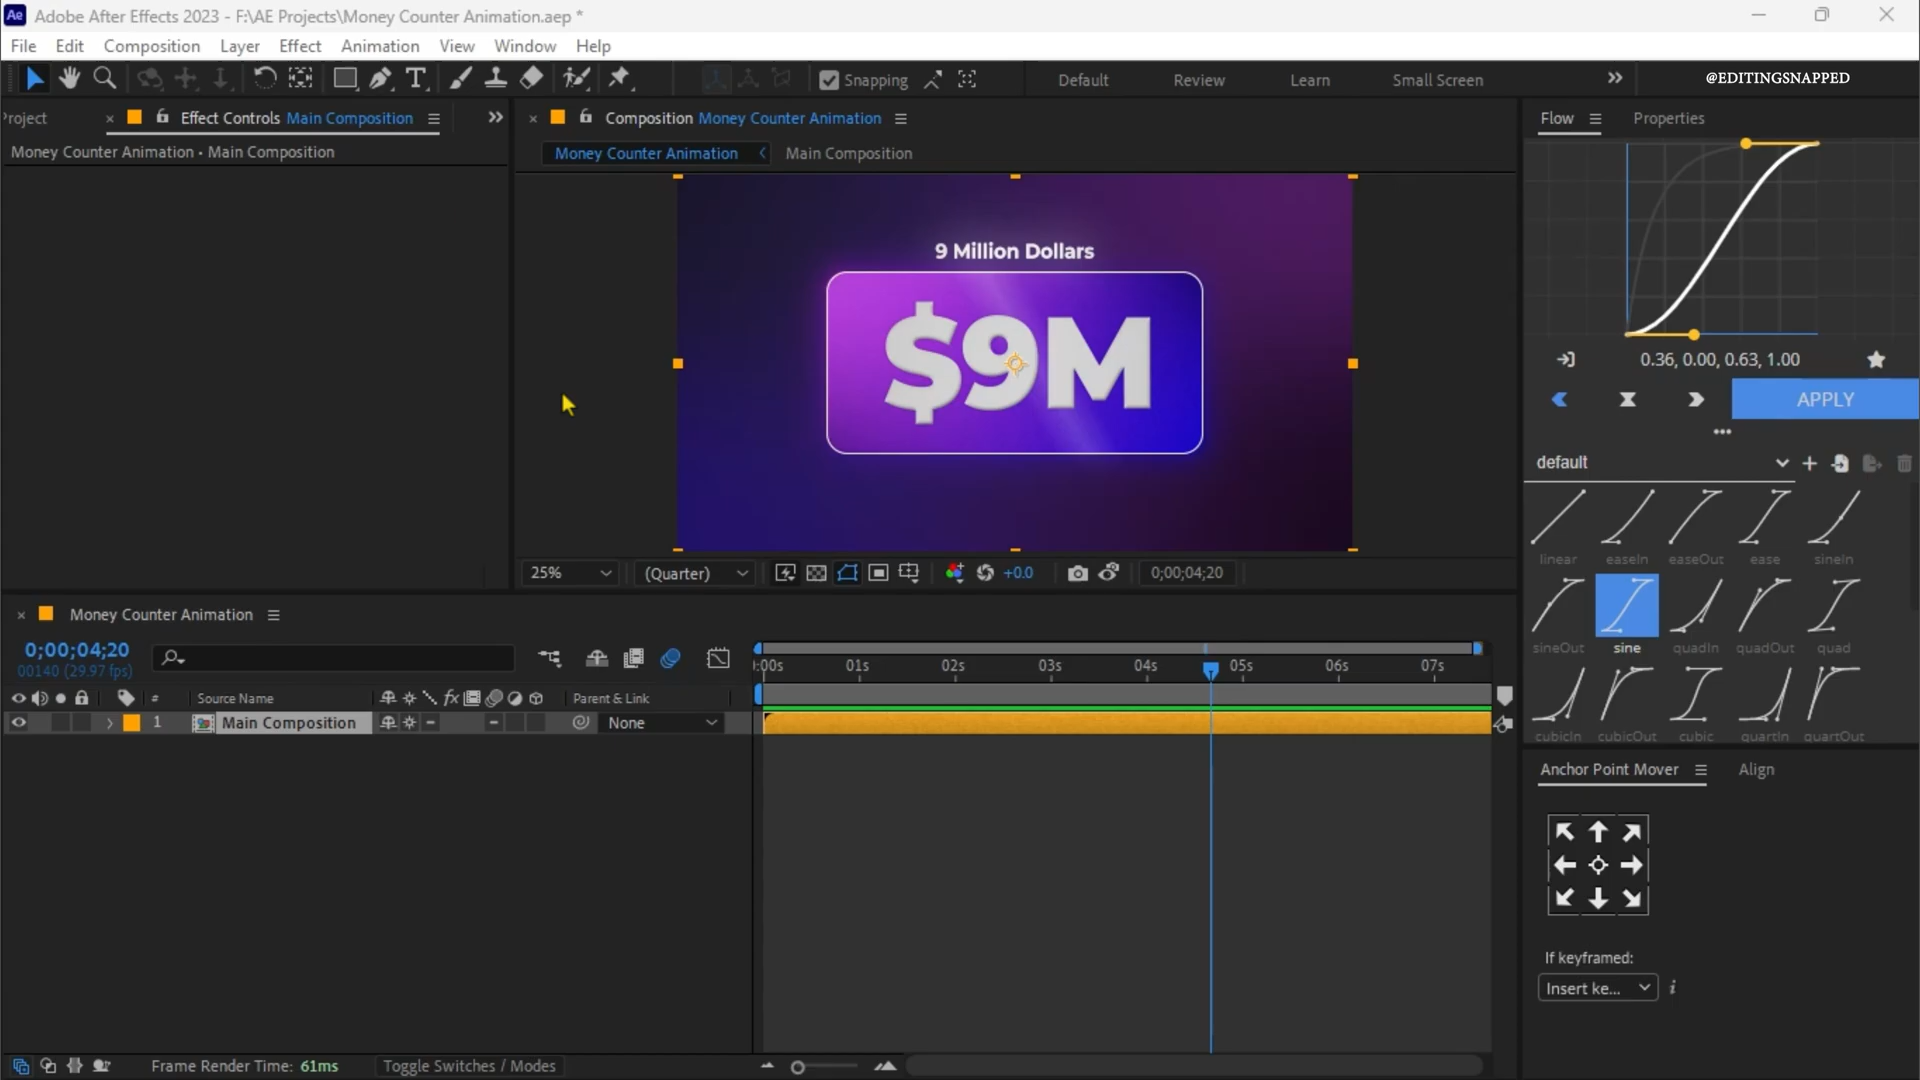 Ae Adobe After Effects 2023 - F:\AE Projects\Money Counter Animation.aep *
File Edit Composition Layer Effect Animation View Window Help
Snapping Default Review Learn Small Screen @EDITINGSNAPPED
roject Effect Controls Main Composition
Composition Money Counter Animation
Flow Properties
Money Counter Animation • Main Composition
Money Counter Animation Main Composition
9 Million Dollars
$9M
0.36, 0.00, 0.63, 1.00
APPLY
default
linear easeIn easeOut ease sineIn
sineOut sine quadIn quadOut quad
cubicIn cubicOut cubic quartIn quartOut
25% (Quarter) +0.0 0;00;04;20
Money Counter Animation
0;00;04;20
00140 (29.97 fps)
:00s 01s 02s 03s 04s 05s 06s 07s
# Source Name fx Parent & Link
1 Main Composition None
Anchor Point Mover Align
If keyframed:
Insert ke... i
Frame Render Time: 61ms Toggle Switches / Modes